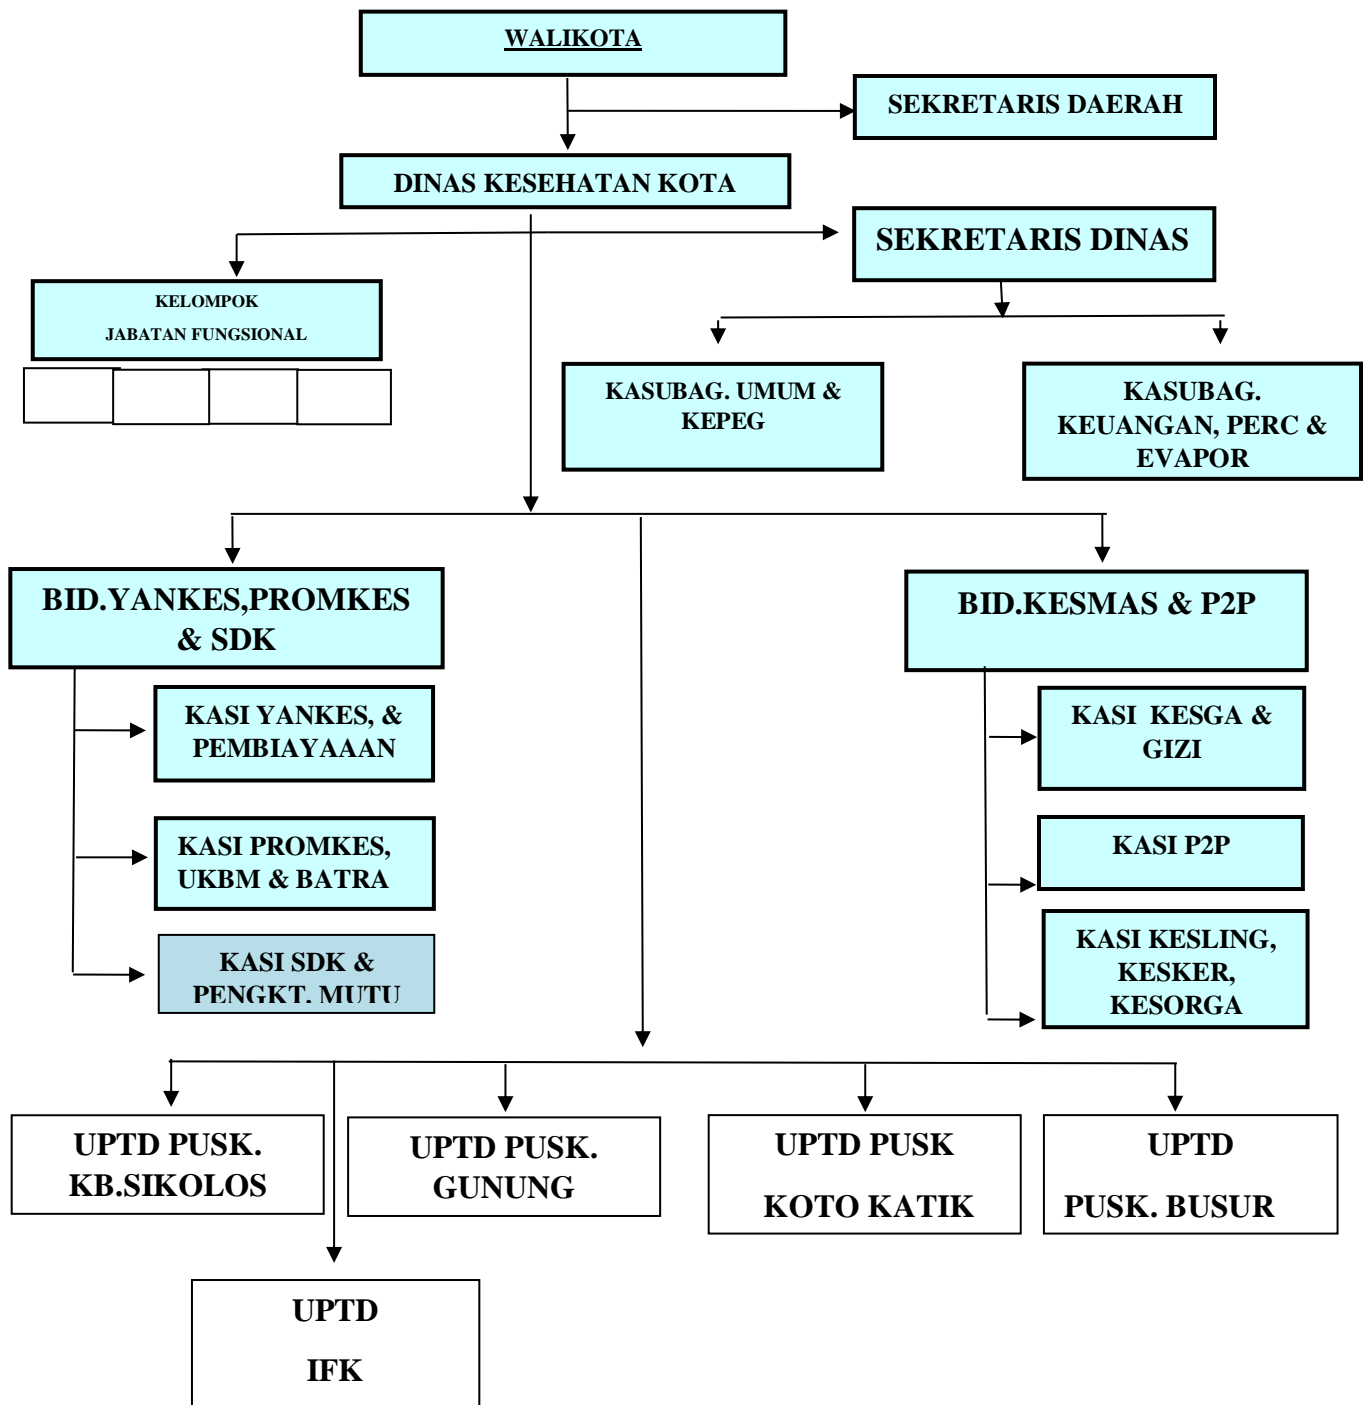 WALIKOTA
SEKRETARIS DAERAH
DINAS KESEHATAN KOTA
SEKRETARIS DINAS
KELOMPOK
JABATAN FUNGSIONAL
KASUBAG. UMUM &
KEPEG
KASUBAG.
KEUANGAN, PERC &
EVAPOR
BID.YANKES,PROMKES
& SDK
BID.KESMAS & P2P
KASI YANKES, &
PEMBIAYAAAN
KASI KESGA &
GIZI
KASI PROMKES,
UKBM & BATRA
KASI P2P
KASI SDK &
PENGKT. MUTU
KASI KESLING,
KESKER,
KESORGA
UPTD PUSK.
KB.SIKOLOS
UPTD PUSK.
GUNUNG
UPTD PUSK
KOTO KATIK
UPTD
PUSK. BUSUR
UPTD
IFK